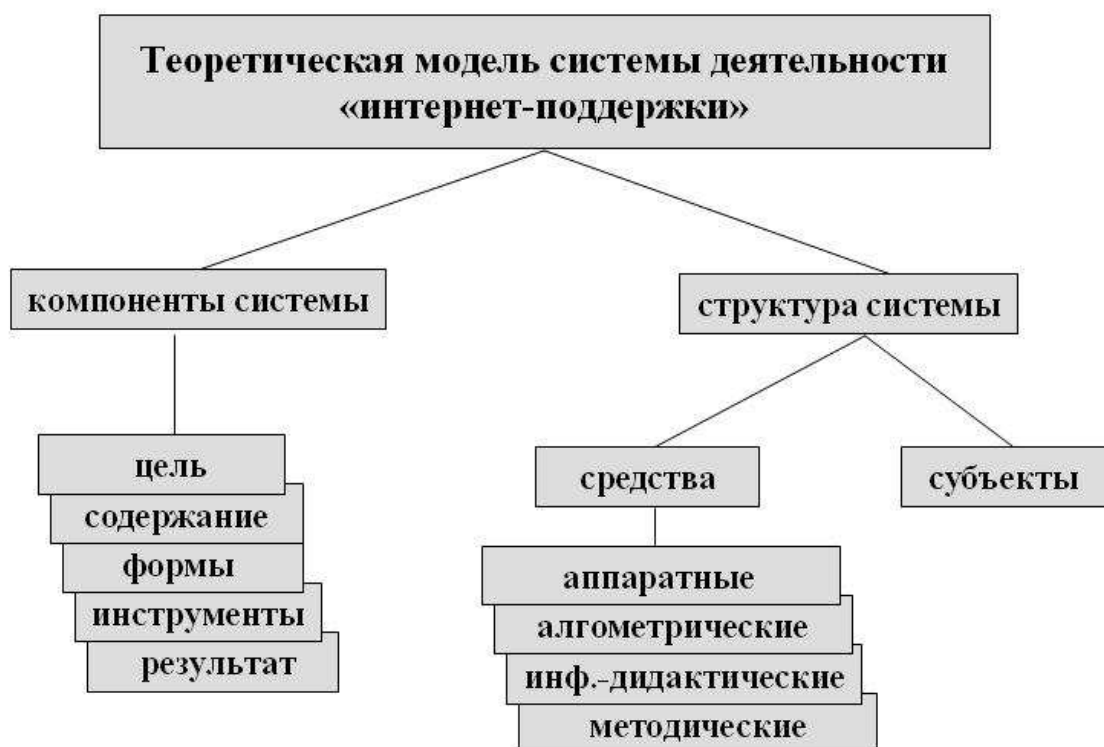 Теоретическая модель системы деятельности
«интернет-поддержки»
компоненты системы
структура системы
цель
содержание
формы
инструменты
результат
средства
субъекты
аппаратные
алгометрические
инф.-дидактические
методические